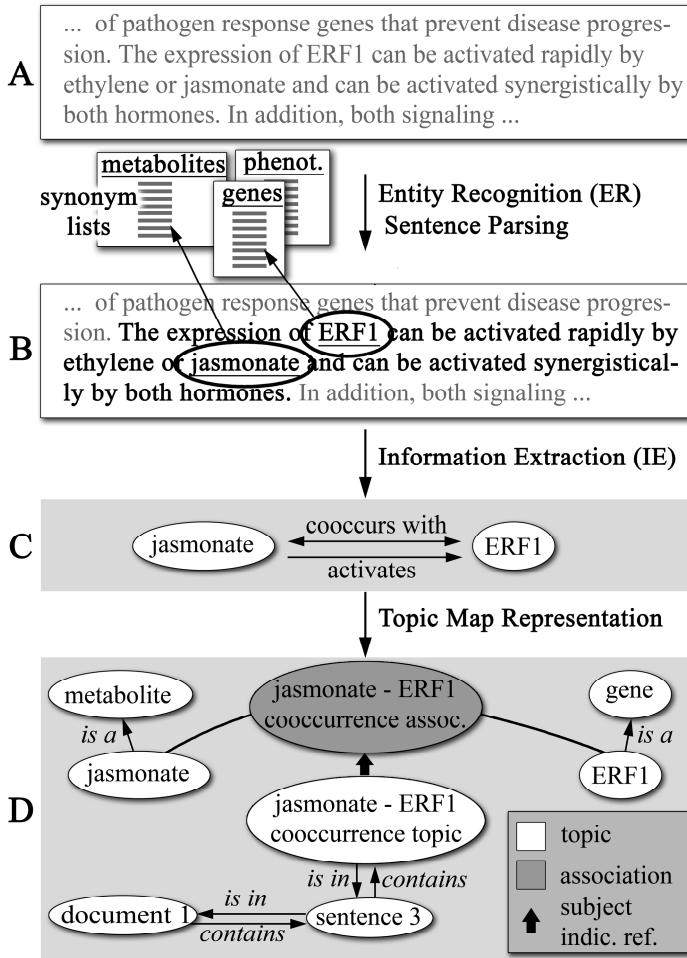 A
... of pathogen response genes that prevent disease progres-
sion. The expression of ERF1 can be activated rapidly by
ethylene or jasmonate and can be activated synergistically by
both hormones. In addition, both signaling ...
metabolites
phenot.
genes
synonym
lists
Entity Recognition (ER)
Sentence Parsing
B
... of pathogen response genes that prevent disease progres-
sion. The expression of ERF1 can be activated rapidly by
ethylene or jasmonate and can be activated synergistical-
ly by both hormones. In addition, both signaling ...
Information Extraction (IE)
C
jasmonate
cooccurs with
activates
ERF1
Topic Map Representation
D
metabolite
is a
jasmonate
jasmonate - ERF1
cooccurrence assoc.
gene
is a
ERF1
jasmonate - ERF1
cooccurrence topic
is in
contains
document 1
is in
contains
sentence 3
topic
association
subject
indic. ref.